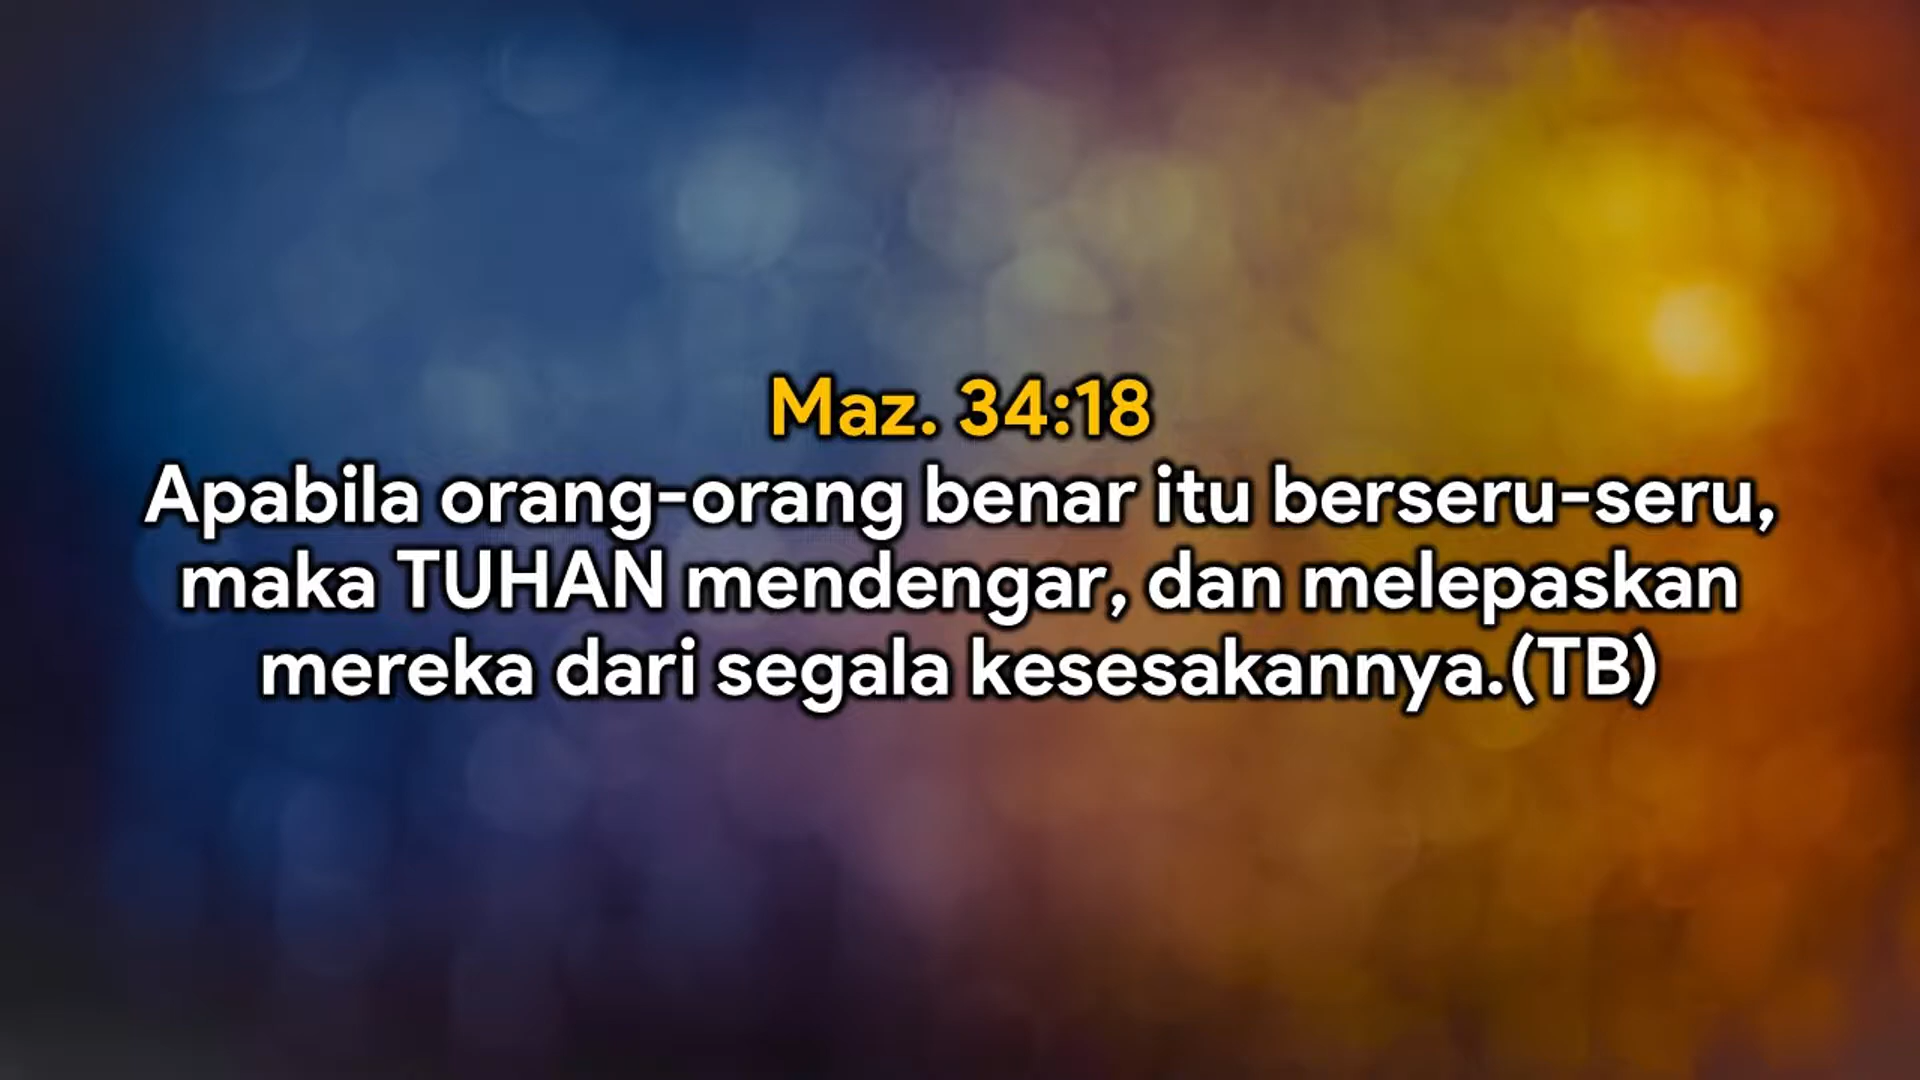 Maz. 34:18
Apabila orang-orang benar itu berseru-seru,
maka TUHAN mendengar, dan melepaskan
mereka dari segala kesesakannya.(TB)